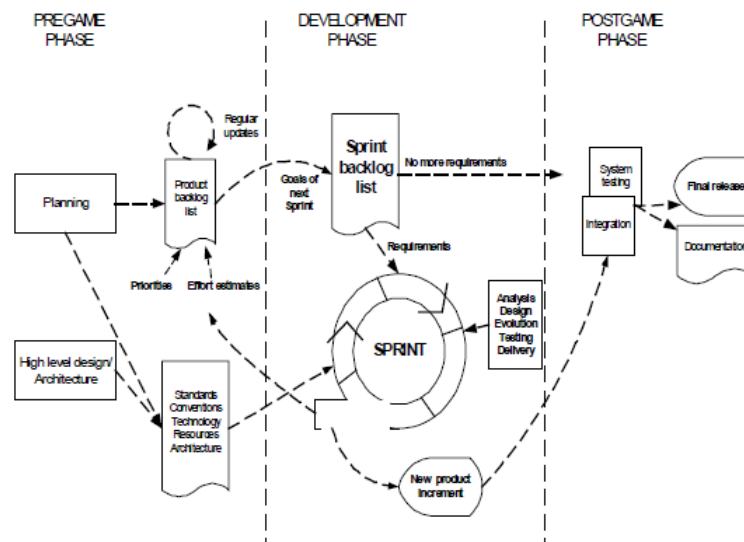 PREGAME
PHASE
DEVELOPMENT
PHASE
POSTGAME
PHASE
Regular
updates
Planning
Product
backlog
list
Priorities
Effort estimates
High level design/
Architecture
Standards
Conventions
Technology
Resources
Architecture
Goals of
next
Sprint
Sprint
backlog
list
No more requirements
Requirements
SPRINT
Analysis
Design
Evolution
Testing
Delivery
New product
increment
System
testing
Integration
Final release
Documentation